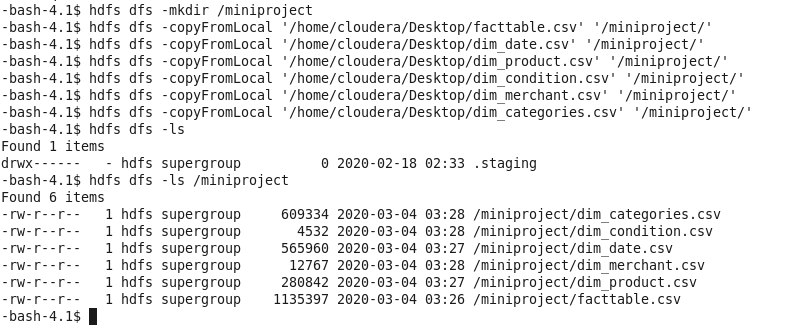 -bash-4.1$ hdfs dfs -mkdir /miniproject
-bash-4.1$ hdfs dfs -copyFromLocal '/home/cloudera/Desktop/facttable.csv' '/miniproject/'
-bash-4.1$ hdfs dfs -copyFromLocal '/home/cloudera/Desktop/dim_date.csv' '/miniproject/'
-bash-4.1$ hdfs dfs -copyFromLocal '/home/cloudera/Desktop/dim_product.csv' '/miniproject/'
-bash-4.1$ hdfs dfs -copyFromLocal '/home/cloudera/Desktop/dim_condition.csv' '/miniproject/'
-bash-4.1$ hdfs dfs -copyFromLocal '/home/cloudera/Desktop/dim_merchant.csv' '/miniproject/'
-bash-4.1$ hdfs dfs -copyFromLocal '/home/cloudera/Desktop/dim_categories.csv' '/miniproject/'
-bash-4.1$ hdfs dfs -ls
Found 1 items
drwx------   - hdfs supergroup          0 2020-02-18 02:33 .staging
-bash-4.1$ hdfs dfs -ls /miniproject
Found 6 items
-rw-r--r--   1 hdfs supergroup     609334 2020-03-04 03:28 /miniproject/dim_categories.csv
-rw-r--r--   1 hdfs supergroup       4532 2020-03-04 03:28 /miniproject/dim_condition.csv
-rw-r--r--   1 hdfs supergroup     565960 2020-03-04 03:27 /miniproject/dim_date.csv
-rw-r--r--   1 hdfs supergroup      12767 2020-03-04 03:28 /miniproject/dim_merchant.csv
-rw-r--r--   1 hdfs supergroup     280842 2020-03-04 03:27 /miniproject/dim_product.csv
-rw-r--r--   1 hdfs supergroup    1135397 2020-03-04 03:26 /miniproject/facttable.csv
-bash-4.1$